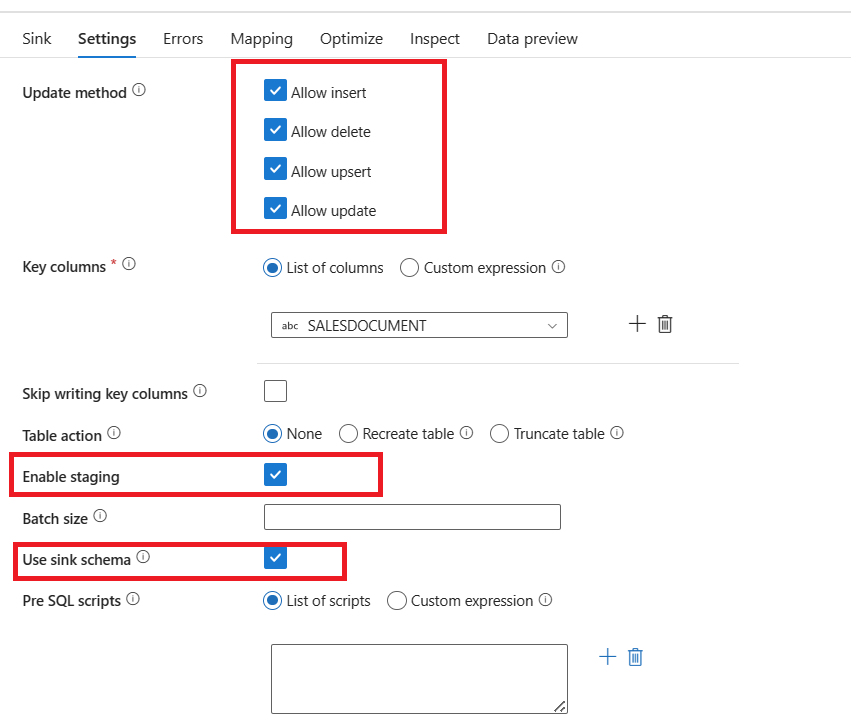 Sink Settings Errors Mapping Optimize Inspect Data preview
Update method Allow insert
Allow delete
Allow upsert
Allow update
Key columns * List of columns Custom expression
abc SALESDOCUMENT
Skip writing key columns
Table action None Recreate table Truncate table
Enable staging
Batch size
Use sink schema
Pre SQL scripts List of scripts Custom expression